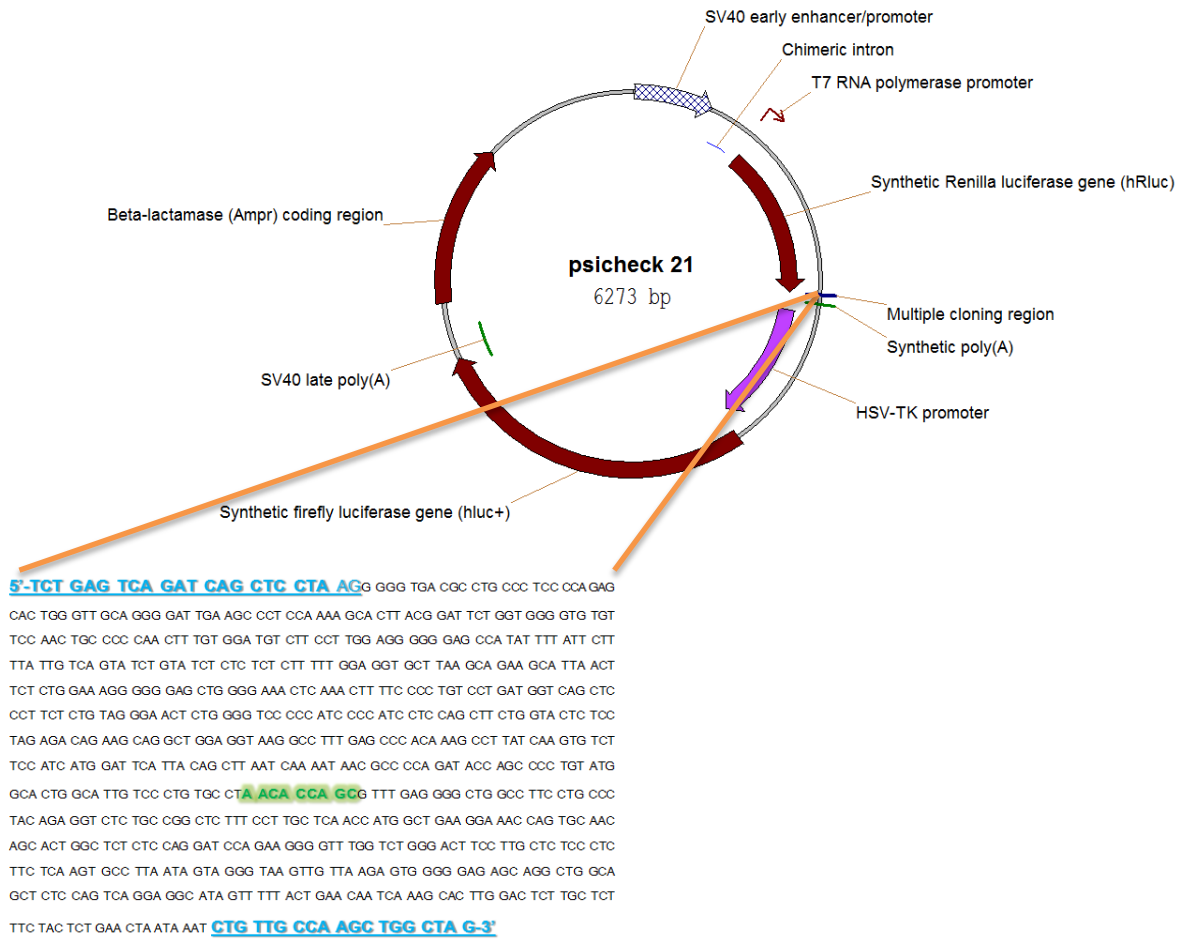 SV40 early enhancer/promoter
Chimeric intron
T7 RNA polymerase promoter
Synthetic Renilla luciferase gene (hRluc)
Beta-lactamase (Ampr) coding region
psicheck 21
6273 bp
Multiple cloning region
Synthetic poly(A)
SV40 late poly(A)
HSV-TK promoter
Synthetic firefly luciferase gene (hluc+)
5'-TCT GAG TCA GAT CAG CTC CTA AGG GGG TGA CGC CTG CCC TCC CCA GAG
CAC TGG GTT GCA GGG GAT TGA AGC CCT CCA AAA GCA CTT ACG GAT TCT GGT GGG GTG TGT
TCC AAC TGC CCC CAA CTT TGT GGA TGT CTT CCT TGG AGG GGG GAG CCA TAT TTT ATT CTT
TTA TTG TCA GTA TCT GTA TCT CTC TCT CTT TTT GGA GGT GCT TAA GCA GAA GCA TTA ACT
TCT CTG GAA AGG GGG GAG CTG GGG AAA CTC AAA CTT TTC CCC TGT CCT GAT GGT CAG CTC
CCT TCT CTG TAG GGA ACT CTG GGG TCC CCC ATC CCC ATC CTC CAG CTT CTG GTA CTC TCC
TAG AGA CAG AAG CAG GCT GGA GGT AAG GCC TTT GAG CCC ACA AAG CCT TAT CAA GTG TCT
TCC ATC ATG GAT TCA TTA CAG CTT AAT CAA AAT AAC GCC CCA GAT ACC AGC CCC TGT ATG
GCA CTG GCA TTG TCC CTG TGC CTA ACA CCA GCG TTT GAG GGG CTG GCC TTC CTG CCC
TAC AGA GGT CTC TGC CGG CTC TTT CCT TGC TCA ACC ATG GCT GAA GGA AAC CAG TGC AAC
AGC ACT GGC TCT CTC CAG GAT CCA GAA GGG GTT TGG TCT GGG ACT TCC TTG CTC TCC CTC
TTC TCA AGT GCC TTA ATA GTA GGG TAA GTT GTT AAG AGT GGG GGA GAG CAG GCT GGC A
GCT CTC CAG TCA GGA GGC ATA GTT TTT ACT GAA CAA TCA AAG CAC TTG GAC TCT TGC TCT
TTC TAC TCT GAA CTA ATA AAT CTG TTG CCA AGC TGG CTA G-3'